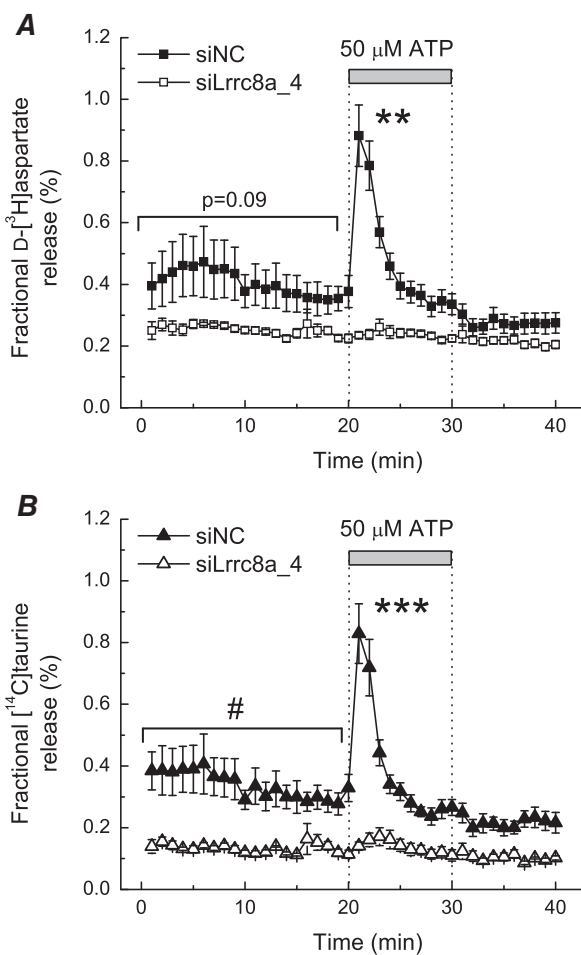 A
1.2
1.0
0.8
0.6
0.4
0.2
0.0
Fractional D-[³H]aspartate
release (%)
siNC
siLrrc8a_4
50 μM ATP
**
p=0.09
0
10
20
30
40
Time (min)
B
1.2
1.0
0.8
0.6
0.4
0.2
0.0
Fractional [¹⁴C]taurine
release (%)
siNC
siLrrc8a_4
50 μM ATP
***
#
0
10
20
30
40
Time (min)